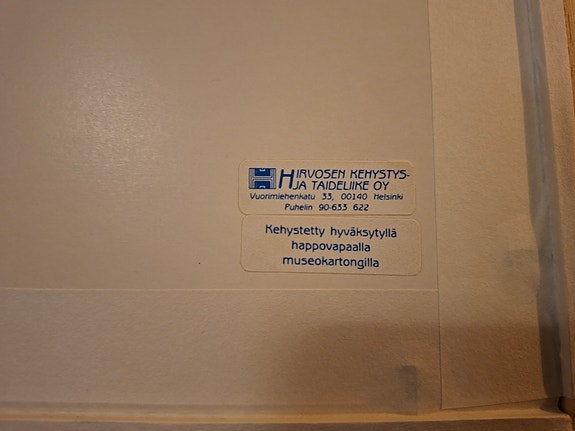 HIRVOSEN KEHYSTYS-
JA TAIDELIIKE OY
Vuorimiehenkatu 33, 00140 Helsinki
Puhelin 90-633 622
Kehystetty hyväksytyllä
happovapaalla
museokartongilla